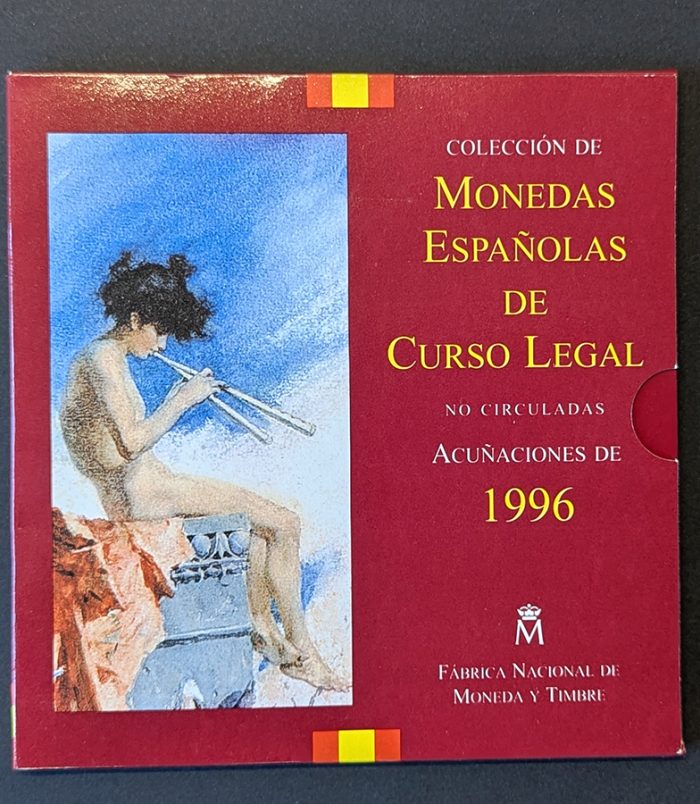 COLECCIÓN DE
MONEDAS
ESPAÑOLAS
DE
CURSO LEGAL
NO CIRCULADAS
ACUÑACIONES DE
1996
M
FÁBRICA NACIONAL DE
MONEDA Y TIMBRE